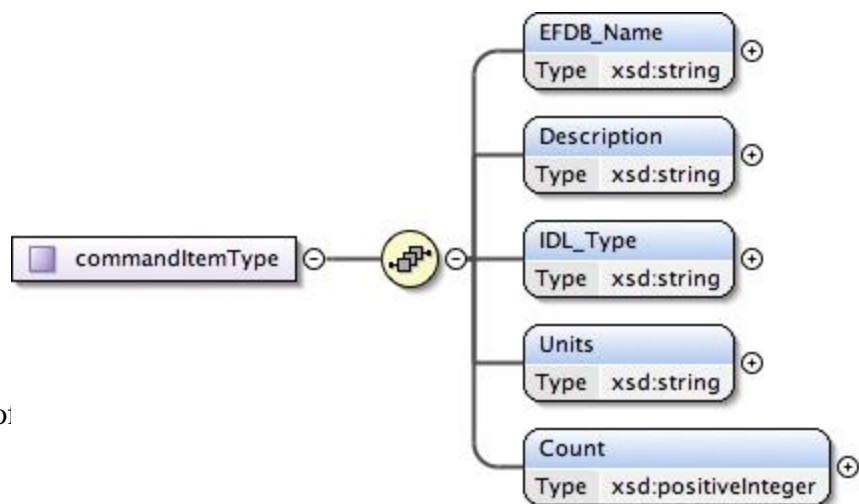 EFDB_Name
Type xsd:string
Description
Type xsd:string
commandItemType
IDL_Type
Type xsd:string
Units
Type xsd:string
Count
Type xsd:positiveInteger